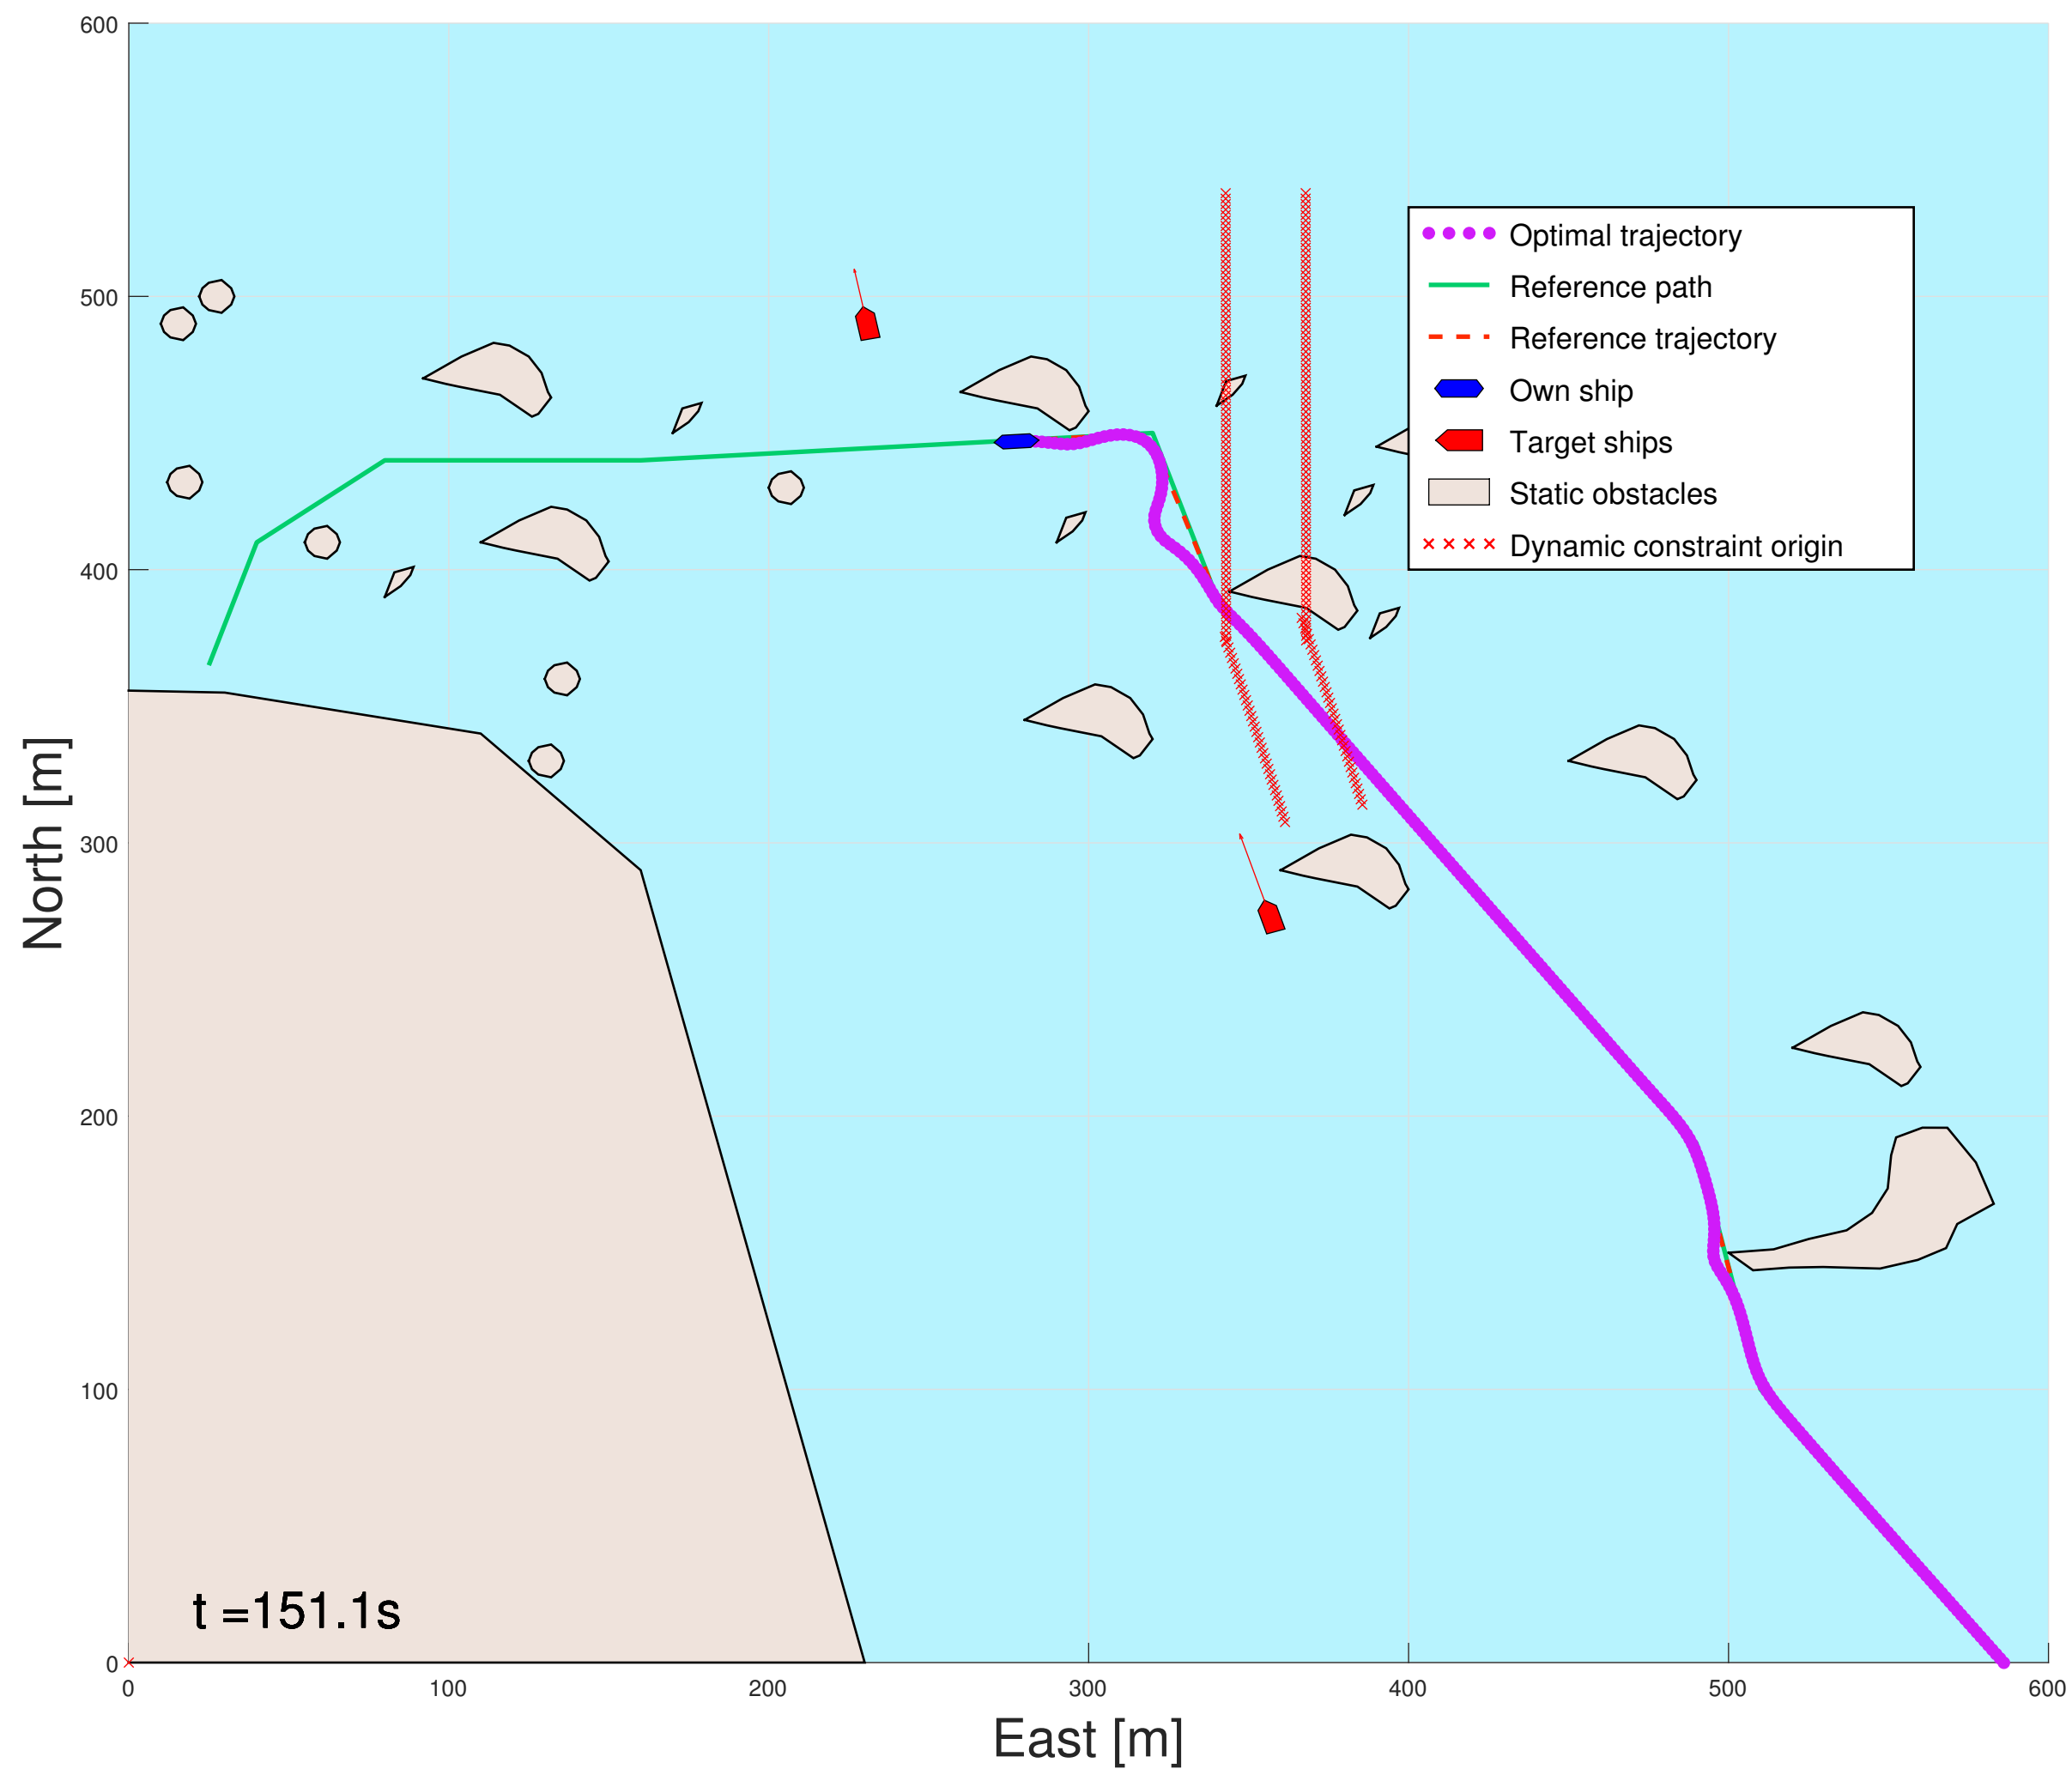 600
500
400
300
200
100
0
North [m]
Optimal trajectory
Reference path
Reference trajectory
Own ship
Target ships
Static obstacles
Dynamic constraint origin
t =151.1s
0 100 200 300 400 500 600
East [m]